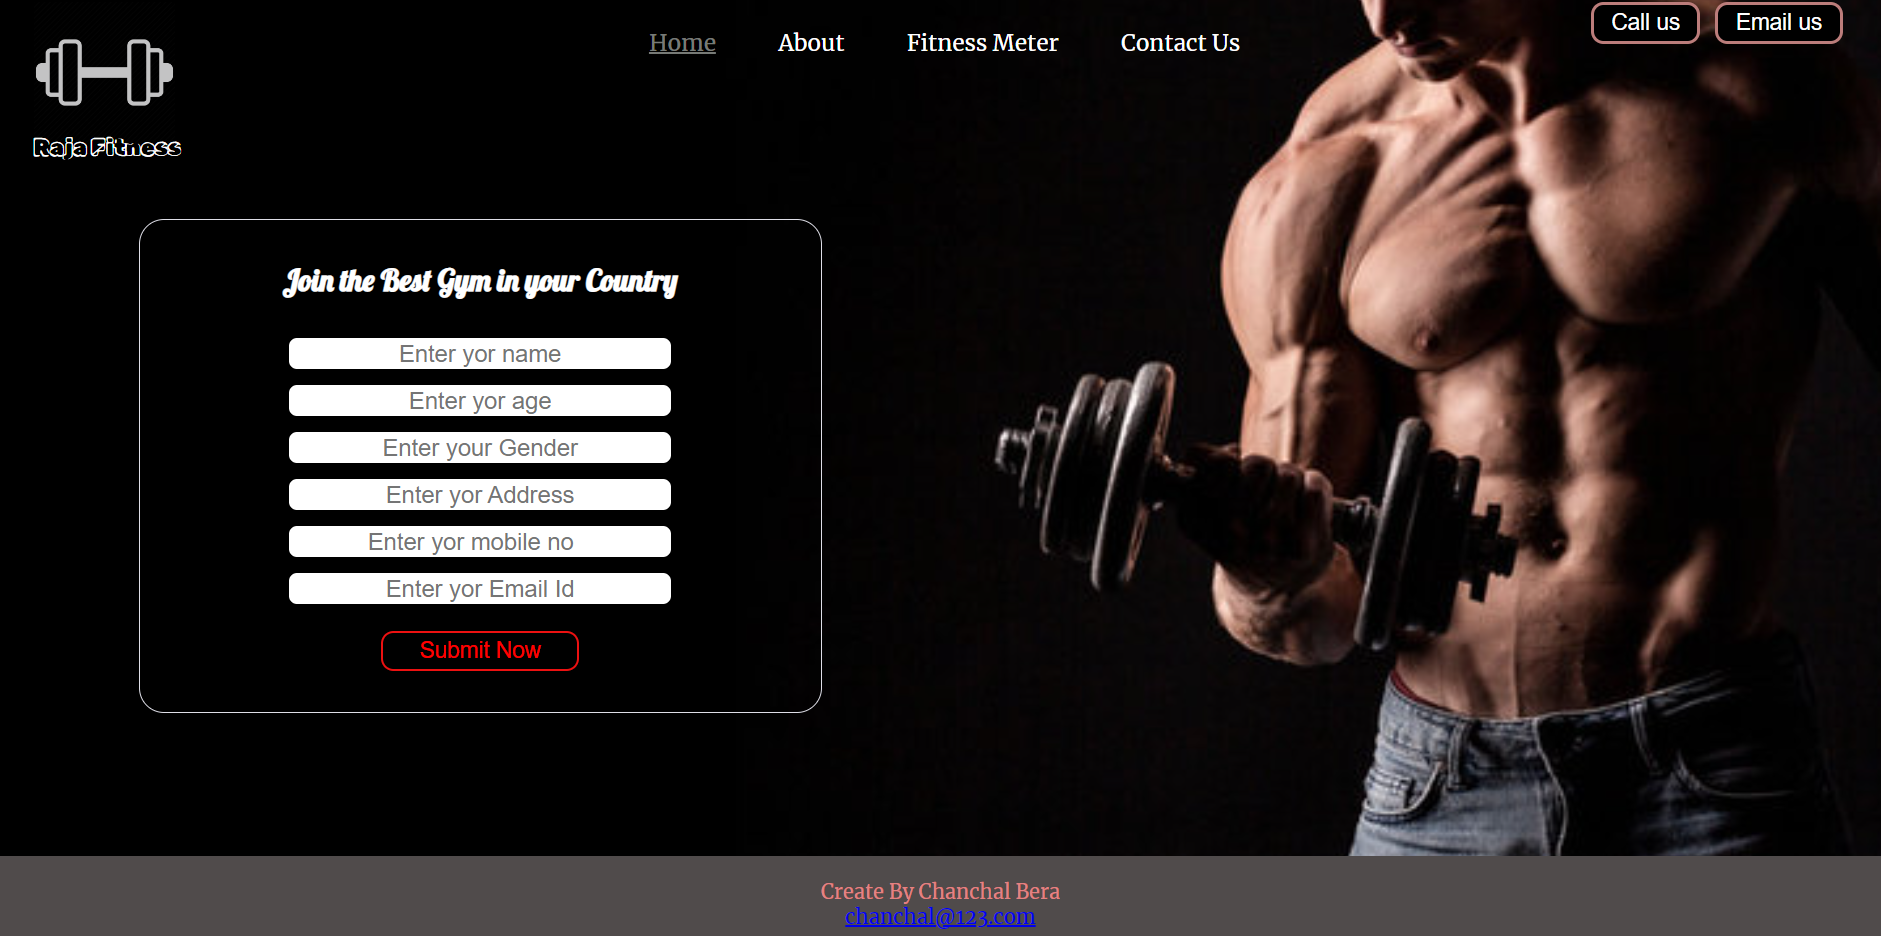 Home About Fitness Meter Contact Us
Call us Email us
Raja Fitness
Join the Best Gym in your Country
Enter yor name
Enter yor age
Enter your Gender
Enter yor Address
Enter yor mobile no
Enter yor Email Id
Submit Now
Create By Chanchal Bera
chanchal@123.com